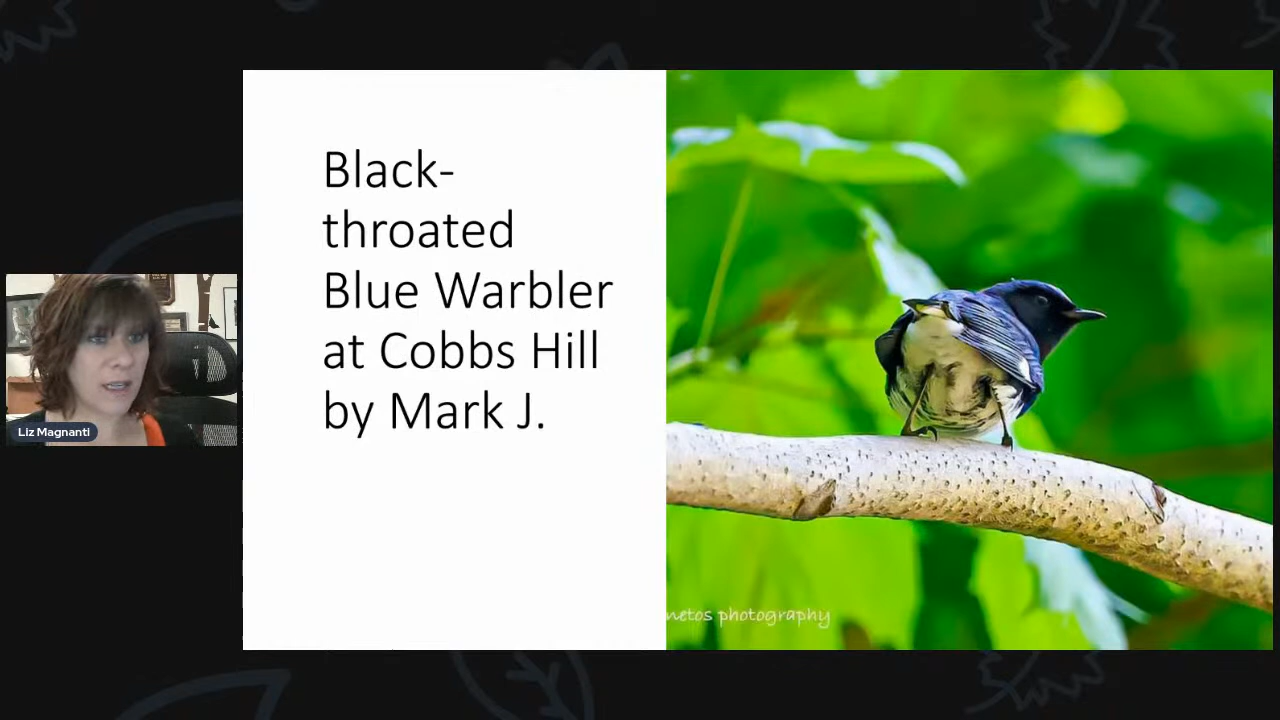 Black-
throated
Blue Warbler
at Cobbs Hill
by Mark J.
Liz Magnanti
netos photography